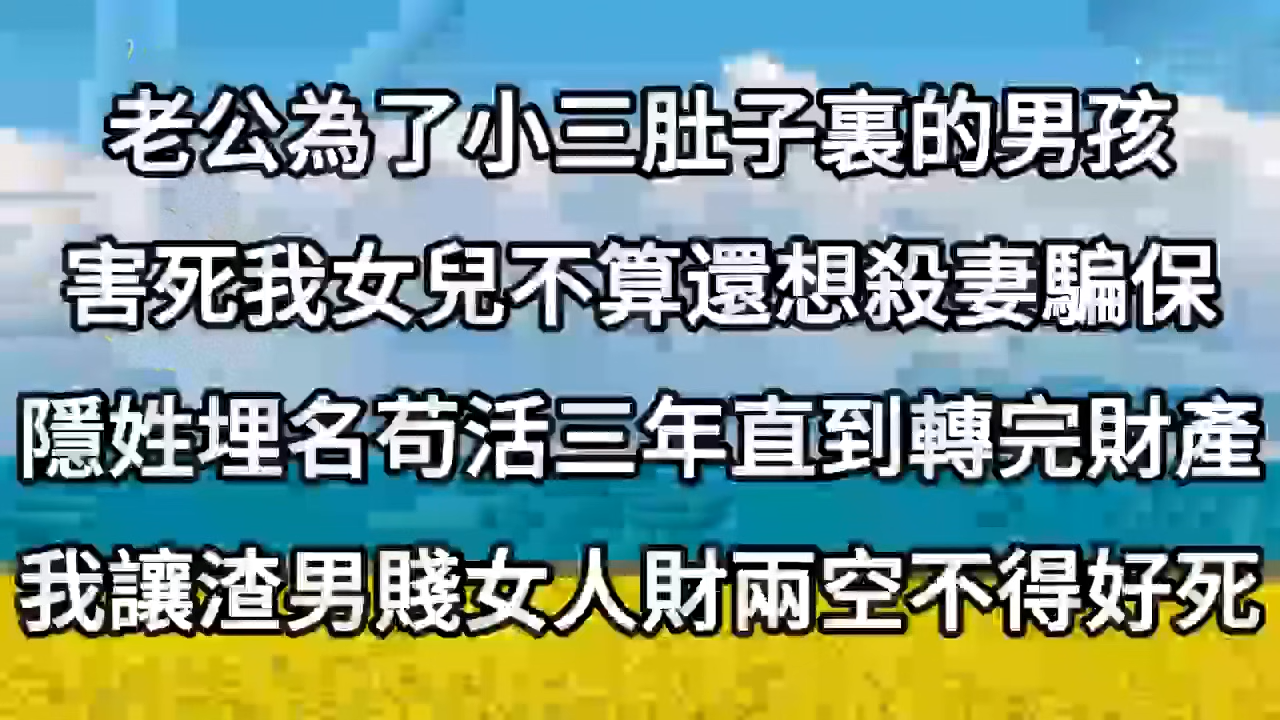 老公為了小三肚子裏的男孩
害死我女兒不算還想殺妻騙保
隱姓埋名苟活三年直到轉完財產
我讓渣男賤女人財兩空不得好死